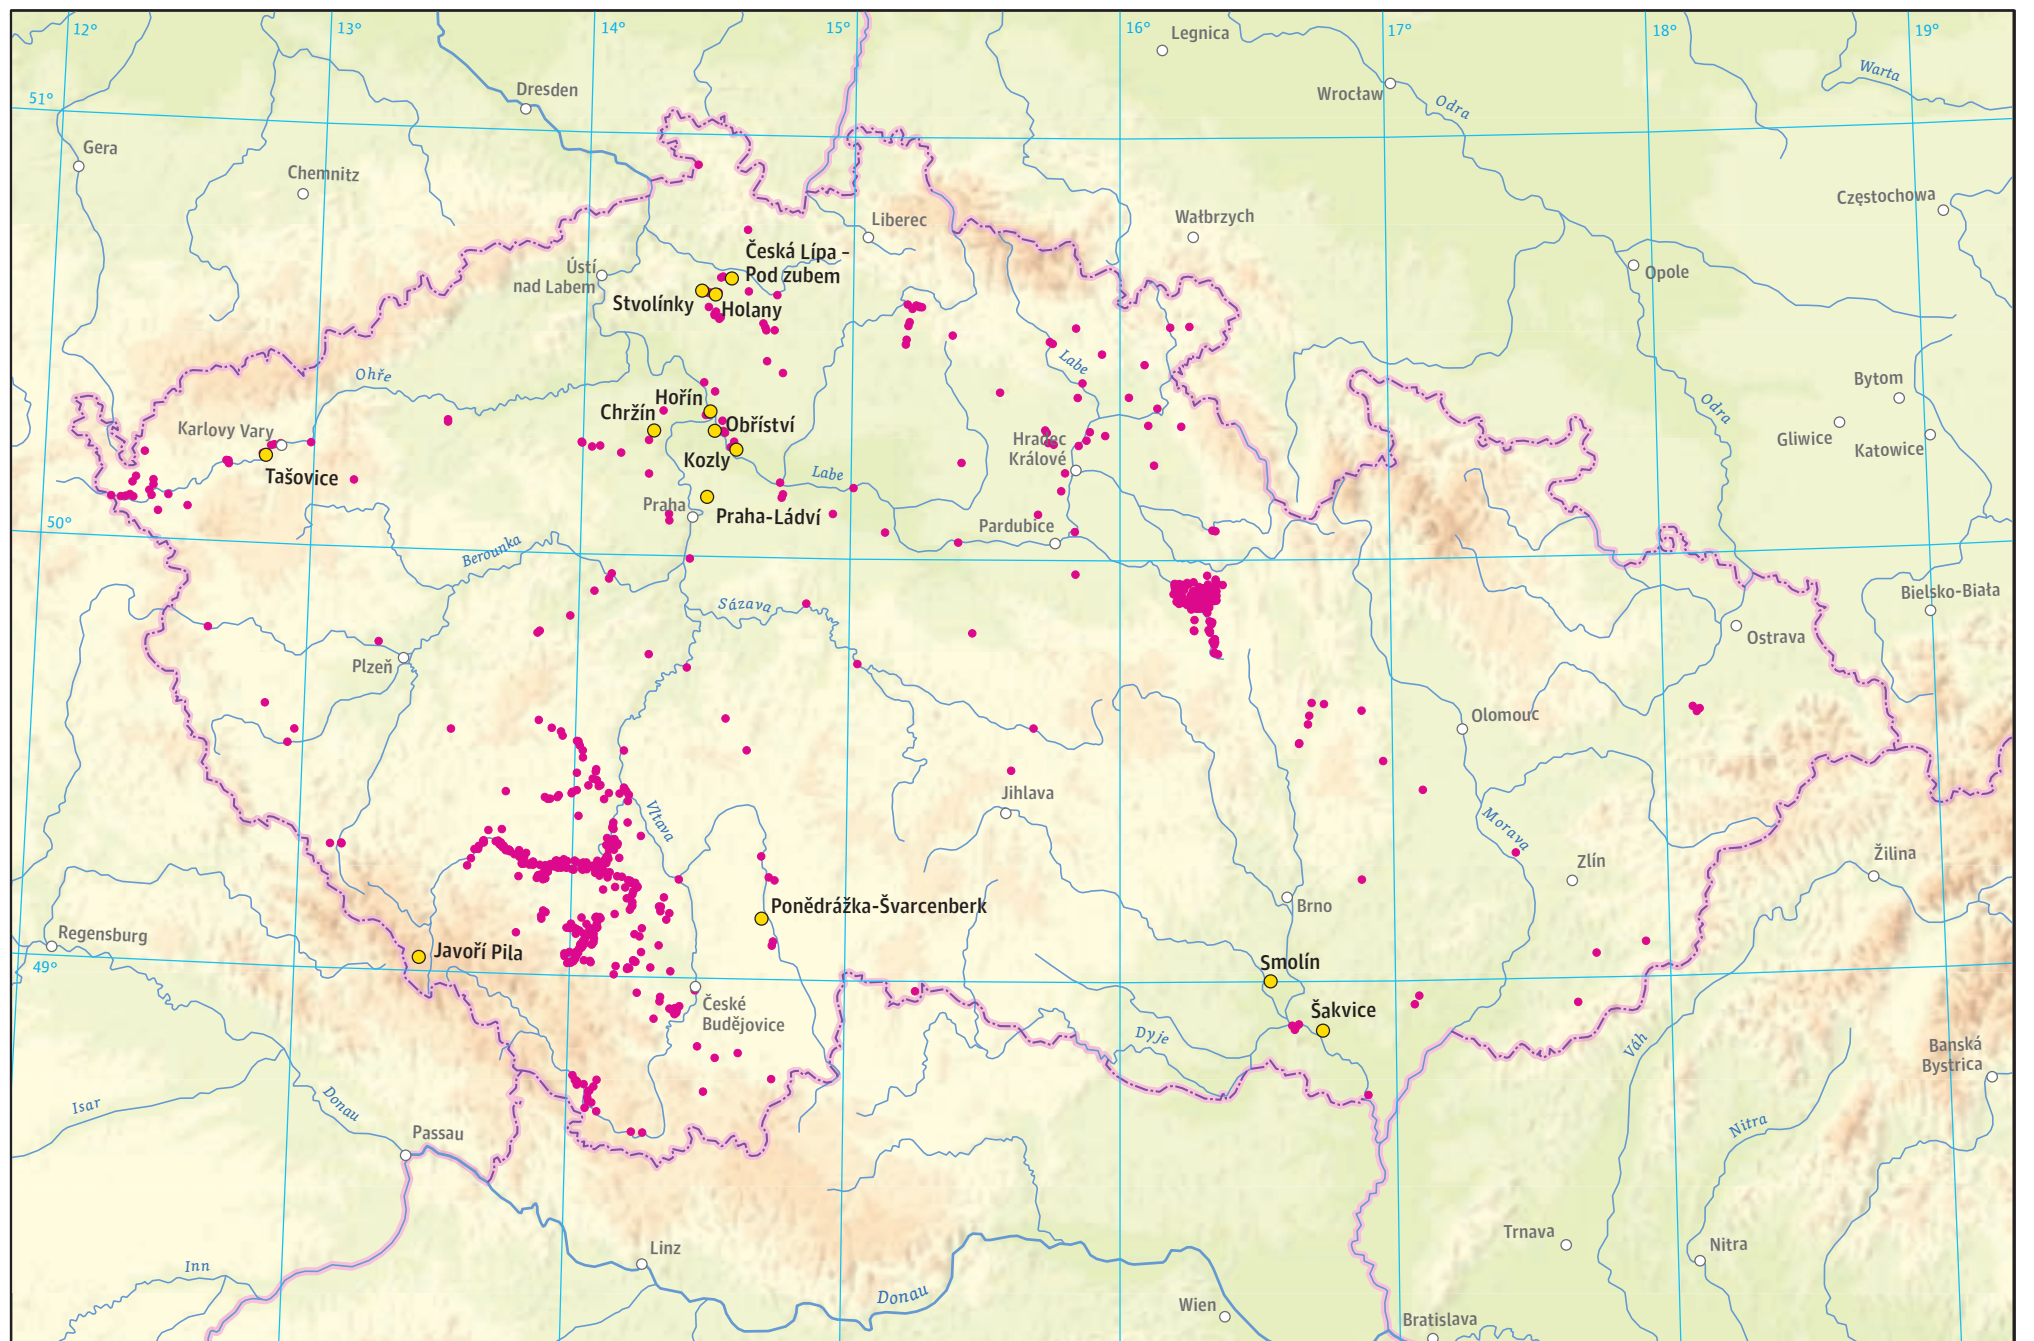 12°
13°
14°
15°
16°
17°
18°
19°
Legnica
Warta
51°
Dresden
Wrocław
Odra
Gera
Chemnitz
Częstochowa
Liberec
Wałbrzych
Česká Lípa –
Pod zubem
Ústí
nad Labem
Opole
Stvolínky
Holany
Labe
Ohře
Bytom
Odra
Hořín
Chržín
Karlovy Vary
Obříství
Gliwice
Hradec
Králové
Katowice
Kozly
Tašovice
Labe
Praha
Praha-Ládví
Pardubice
50°
Berounka
Bielsko-Biała
Sázava
Ostrava
Plzeň
Olomouc
Jihlava
Vltava
Morava
Zlín
Žilina
Ponědrážka-Švarcenberk
Brno
Regensburg
Javoří Pila
49°
Smolín
České
Budějovice
Šakvice
Dyje
Váh
Banská
Bystrica
Isar
Donau
Passau
Nitra
Trnava
Nitra
Linz
Inn
Donau
Wien
Bratislava